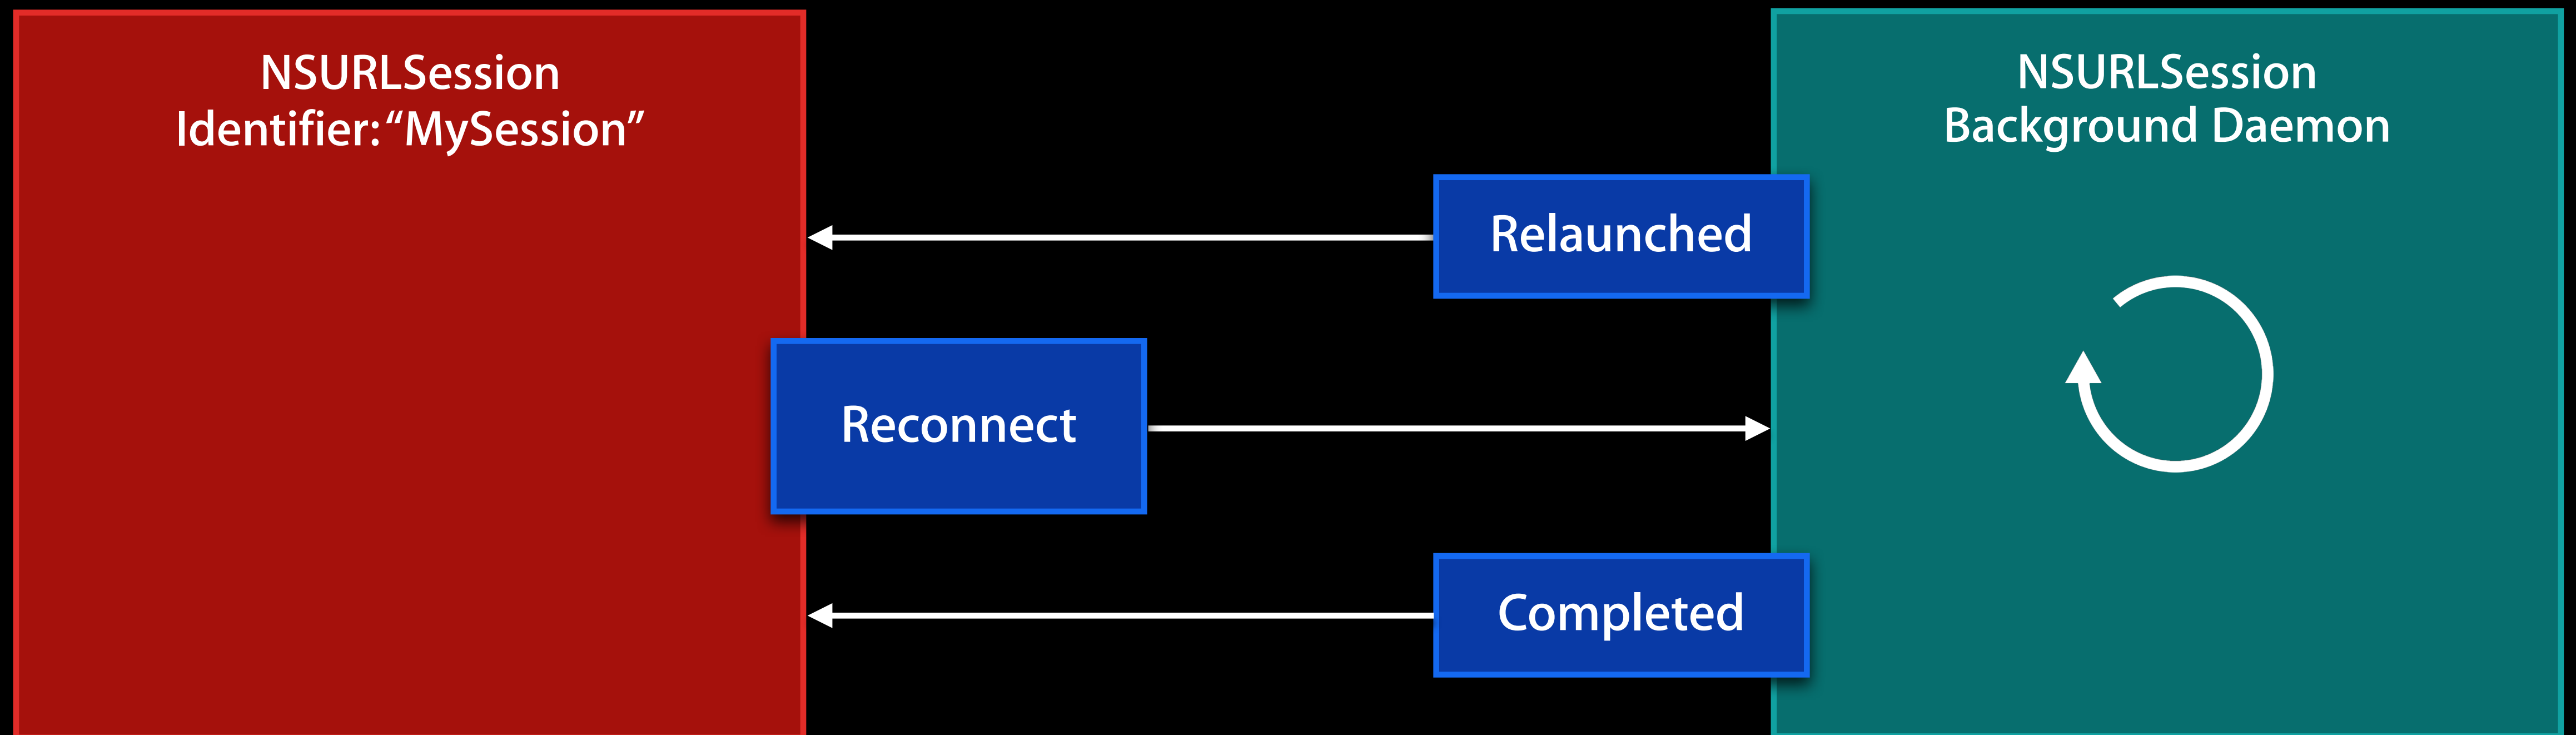 NSURLSession
Identifier: “MySession”
NSURLSession
Background Daemon
Relaunched
Reconnect
Completed